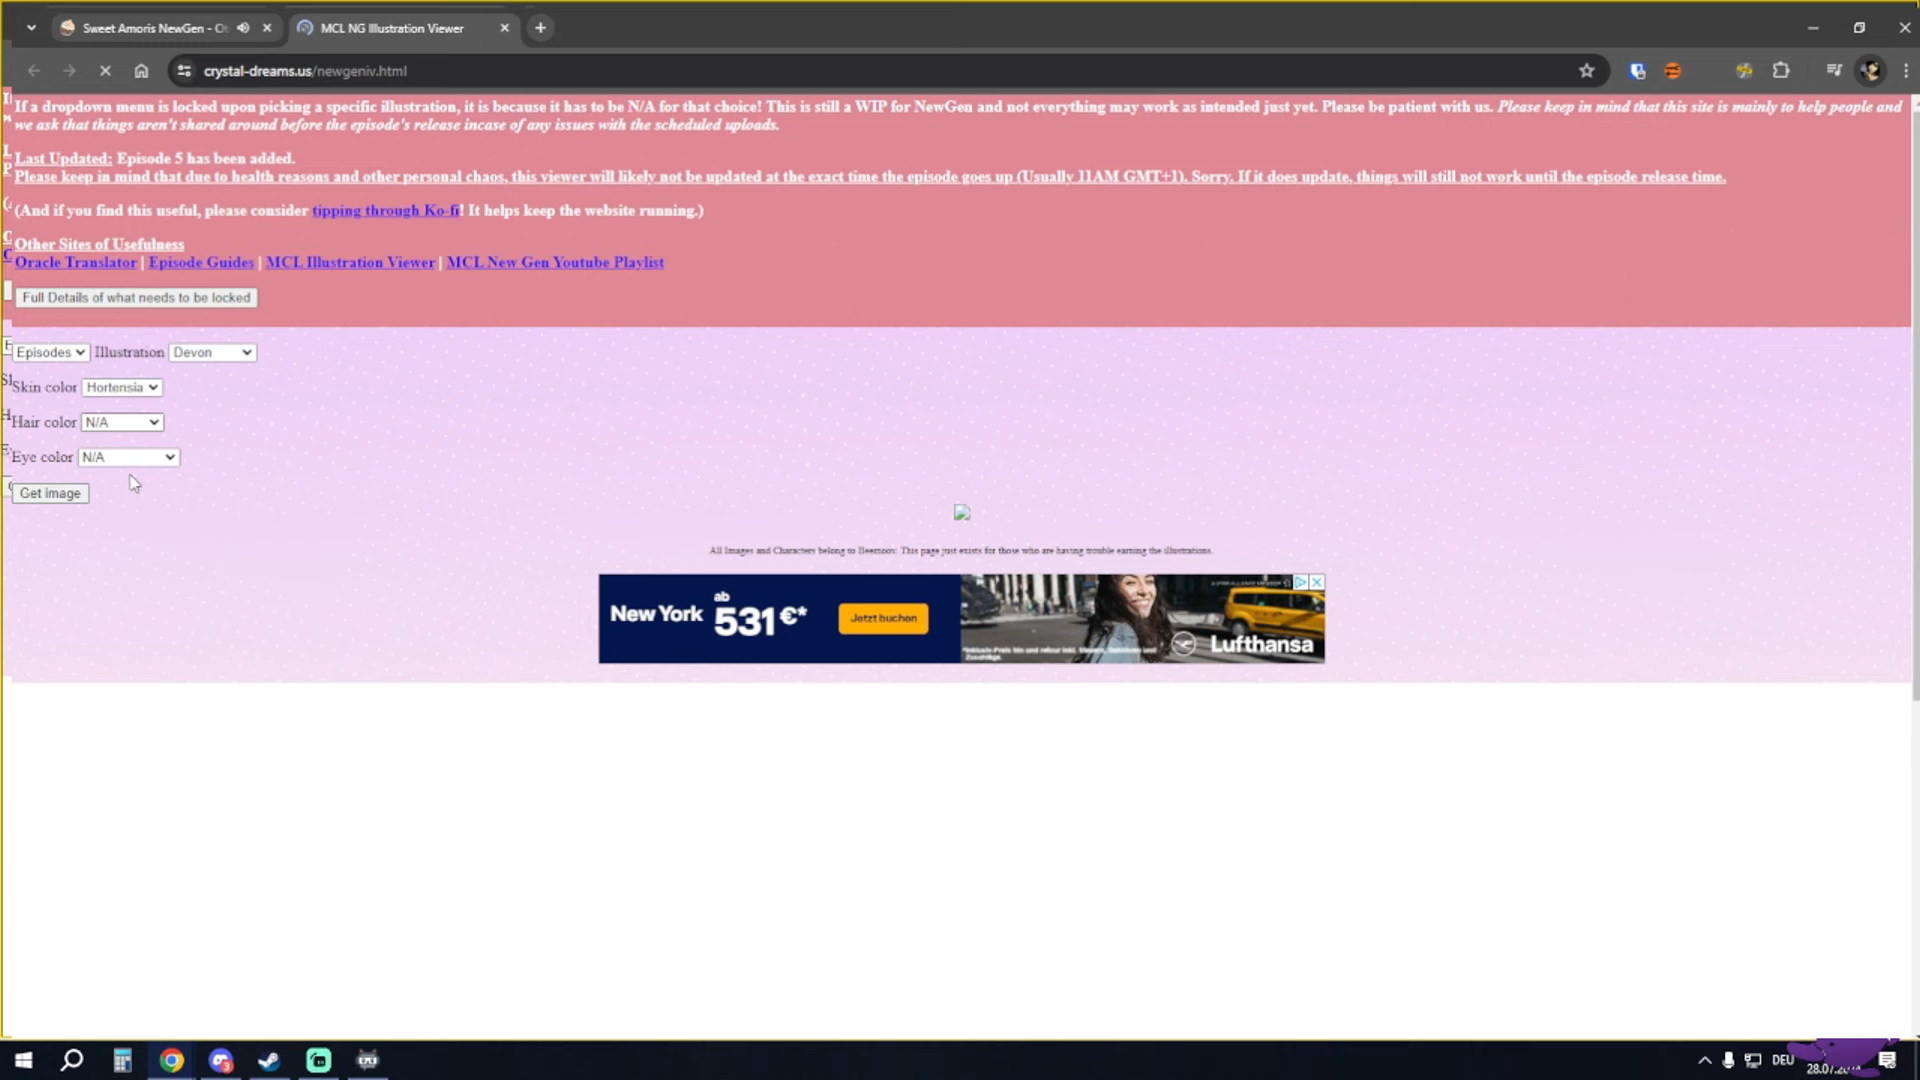 Sweet Amoris NewGen - O
MCL NG Illustration Viewer
crystal-dreams.us/newgeniv.html
If a dropdown menu is locked upon picking a specific illustration, it is because it has to be N/A for that choice! This is still a WIP for NewGen and not everything may work as intended just yet. Please be patient with us. Please keep in mind that this site is mainly to help people and
we ask that things aren't shared around before the episode's release incase of any issues with the scheduled uploads.
Last Updated: Episode 5 has been added.
Please keep in mind that due to health reasons and other personal chaos, this viewer will likely not be updated at the exact time the episode goes up (Usually 11AM GMT+1). Sorry. If it does update, things will still not work until the episode release time.
(And if you find this useful, please consider tipping through Ko-fi! It helps keep the website running.)
Other Sites of Usefulness
Oracle Translator | Episode Guides | MCL Illustration Viewer | MCL New Gen Youtube Playlist
Full Details of what needs to be locked
Episodes Illustration Devon
Skin color Hortensia
Hair color N/A
Eye color N/A
Get image
All Images and Characters belong to Beemoov. This page just exists for those who are having trouble earning the illustrations.
New York ab 531€* Jetzt buchen
Lufthansa
DEU
28.07.20